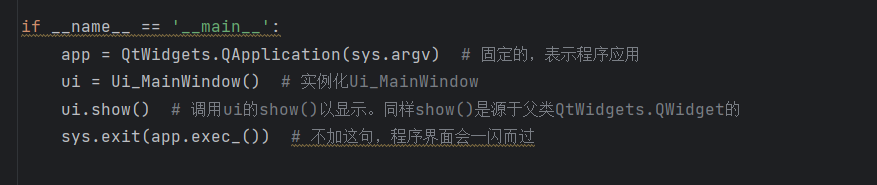 if __name__ == '__main__':
    app = QtWidgets.QApplication(sys.argv)  # 固定的，表示程序应用
    ui = Ui_MainWindow()  # 实例化Ui_MainWindow
    ui.show()  # 调用ui的show()以显示。同样show()是源于父类QtWidgets.QWidget的
    sys.exit(app.exec_())  # 不加这句，程序界面会一闪而过